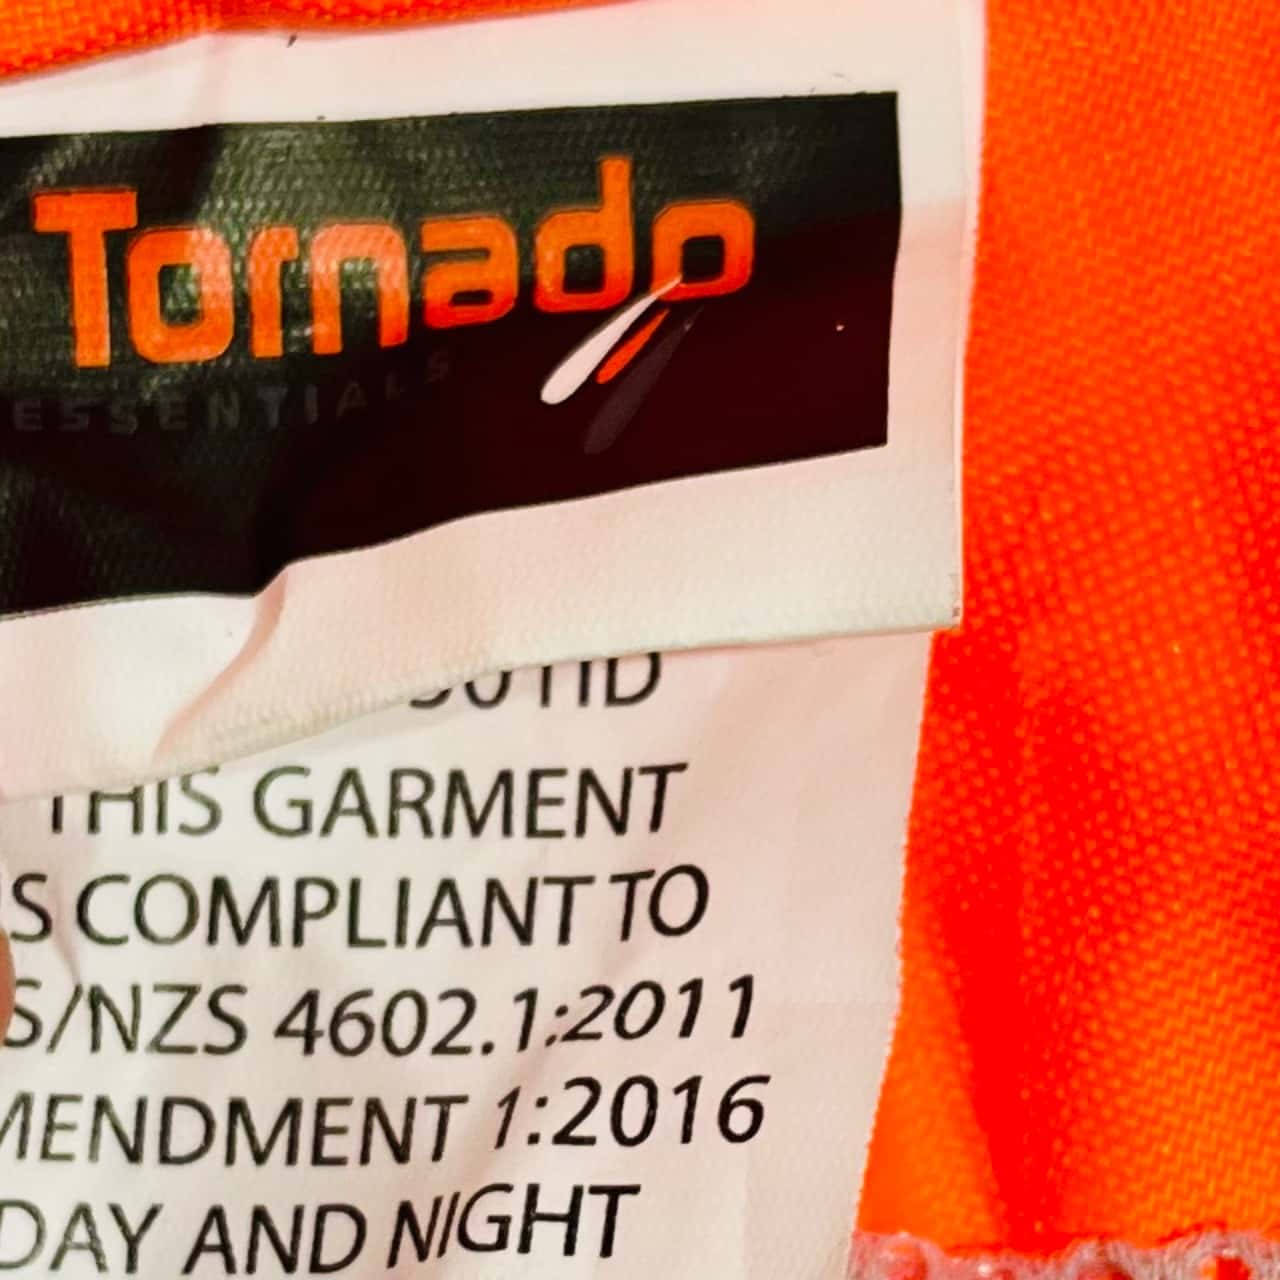 Tornado
ESSENTIALS
THIS GARMENT
S COMPLIANT TO
S/NZS 4602.1:2011
MENDMENT 1:2016
DAY AND NIGHT